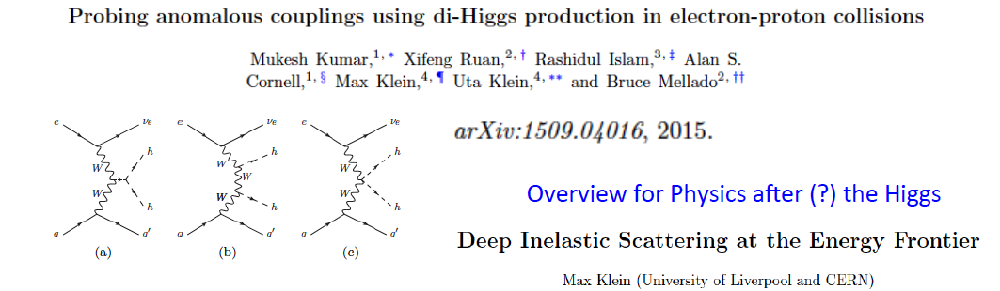 Probing anomalous couplings using di-Higgs production in electron-proton collisions
Mukesh Kumar,1, * Xifeng Ruan,2, † Rashidul Islam,3, ‡ Alan S.
Cornell,1, § Max Klein,4, ¶ Uta Klein,4, ** and Bruce Mellado2, ††
e νe e νe e νe
h h h
W W W
W
W W W
h h h
q q′ q q′ q q′
(a) (b) (c)
arXiv:1509.04016, 2015.
Overview for Physics after (?) the Higgs
Deep Inelastic Scattering at the Energy Frontier
Max Klein (University of Liverpool and CERN)